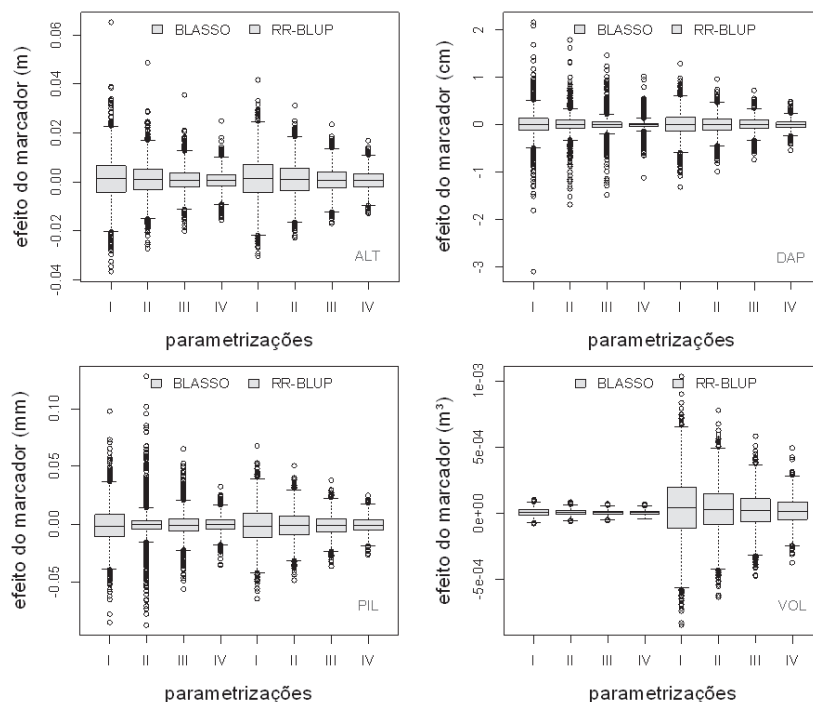 BLASSO RR-BLUP
efeito do marcador (m)
0.06
0.04
0.02
0.00
-0.02
-0.04
ALT
I II III IV I II III IV
parametrizações
BLASSO RR-BLUP
efeito do marcador (cm)
2
1
0
-1
-2
-3
DAP
I II III IV I II III IV
parametrizações
BLASSO RR-BLUP
efeito do marcador (mm)
0.10
0.05
0.00
-0.05
PIL
I II III IV I II III IV
parametrizações
BLASSO RR-BLUP
efeito do marcador (m³)
1e-03
5e-04
0e+00
-5e-04
VOL
I II III IV I II III IV
parametrizações